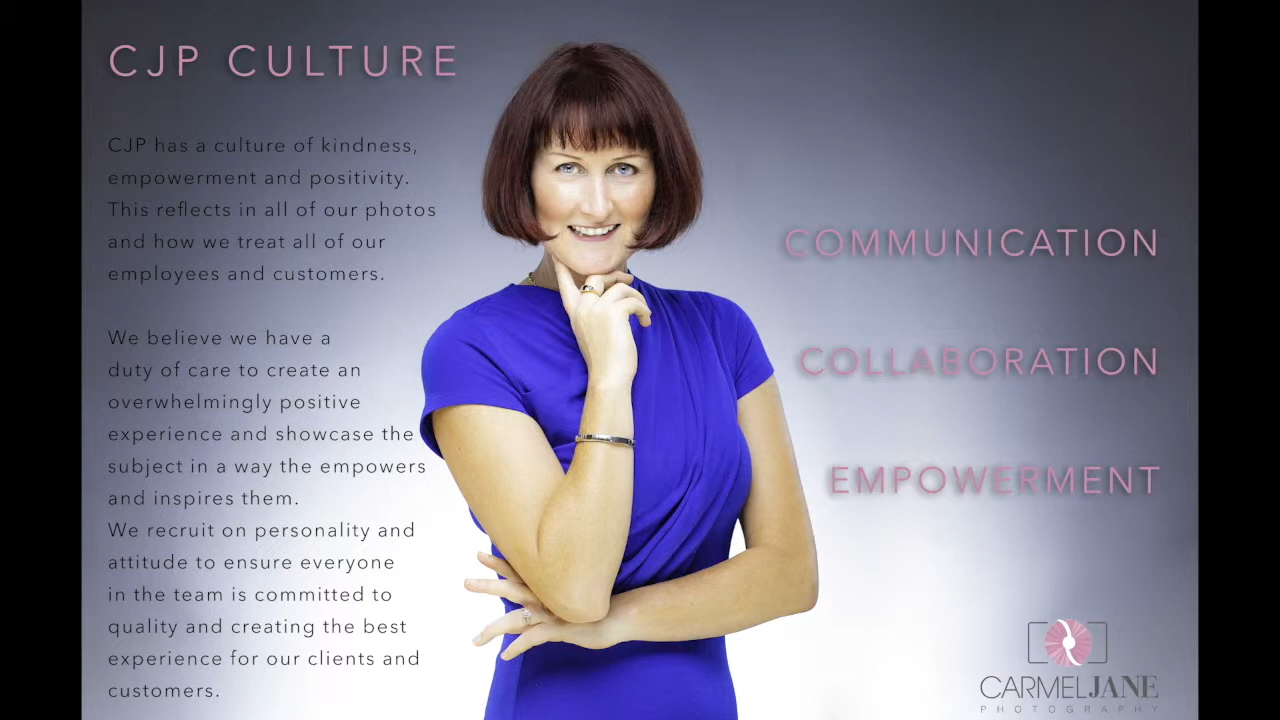 CJP CULTURE
CJP has a culture of kindness,
empowerment and positivity.
This reflects in all of our photos
and how we treat all of our
employees and customers.
We believe we have a
duty of care to create an
overwhelmingly positive
experience and showcase the
subject in a way the empowers
and inspires them.
We recruit on personality and
attitude to ensure everyone
in the team is committed to
quality and creating the best
experience for our clients and
customers.
COMMUNICATION
COLLABORATION
EMPOWERMENT
CARMELJANE
PHOTOGRAPHY